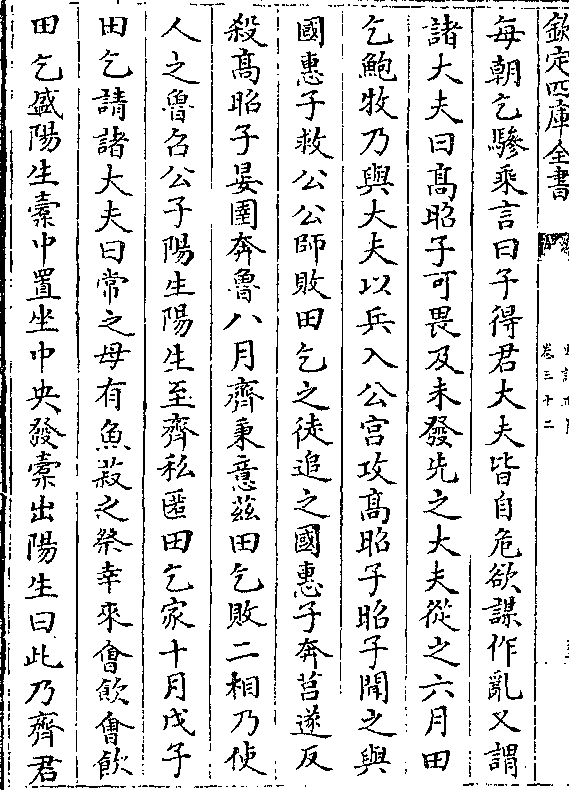 欽定四庫全書
卷三十二
每朝乞驂乘言曰子得君大夫皆自危欲謀作亂又謂
諸大夫曰髙昭子可畏及未發先之大夫從之六月田
乞鮑牧乃與大夫以兵入公宫攻髙昭子昭子聞之與
國惠子救公公師敗田乞之徒追之國惠子奔莒遂反
殺髙昭子晏圉奔魯八月齊秉意茲田乞敗二相乃使
人之魯召公子陽生陽生至齊私匿田乞家十月戊子
田乞請諸大夫曰常之母有魚菽之祭幸來㑹飲㑹飲
田乞盛陽生槖中置坐中央發槖出陽生曰此乃齊君